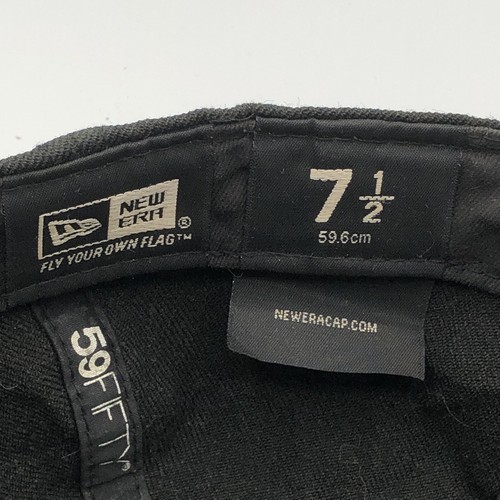 NEW
ERA®
FLY YOUR OWN FLAG™
7 1/2
59.6cm
NEWERACAP.COM
59FIFTY®